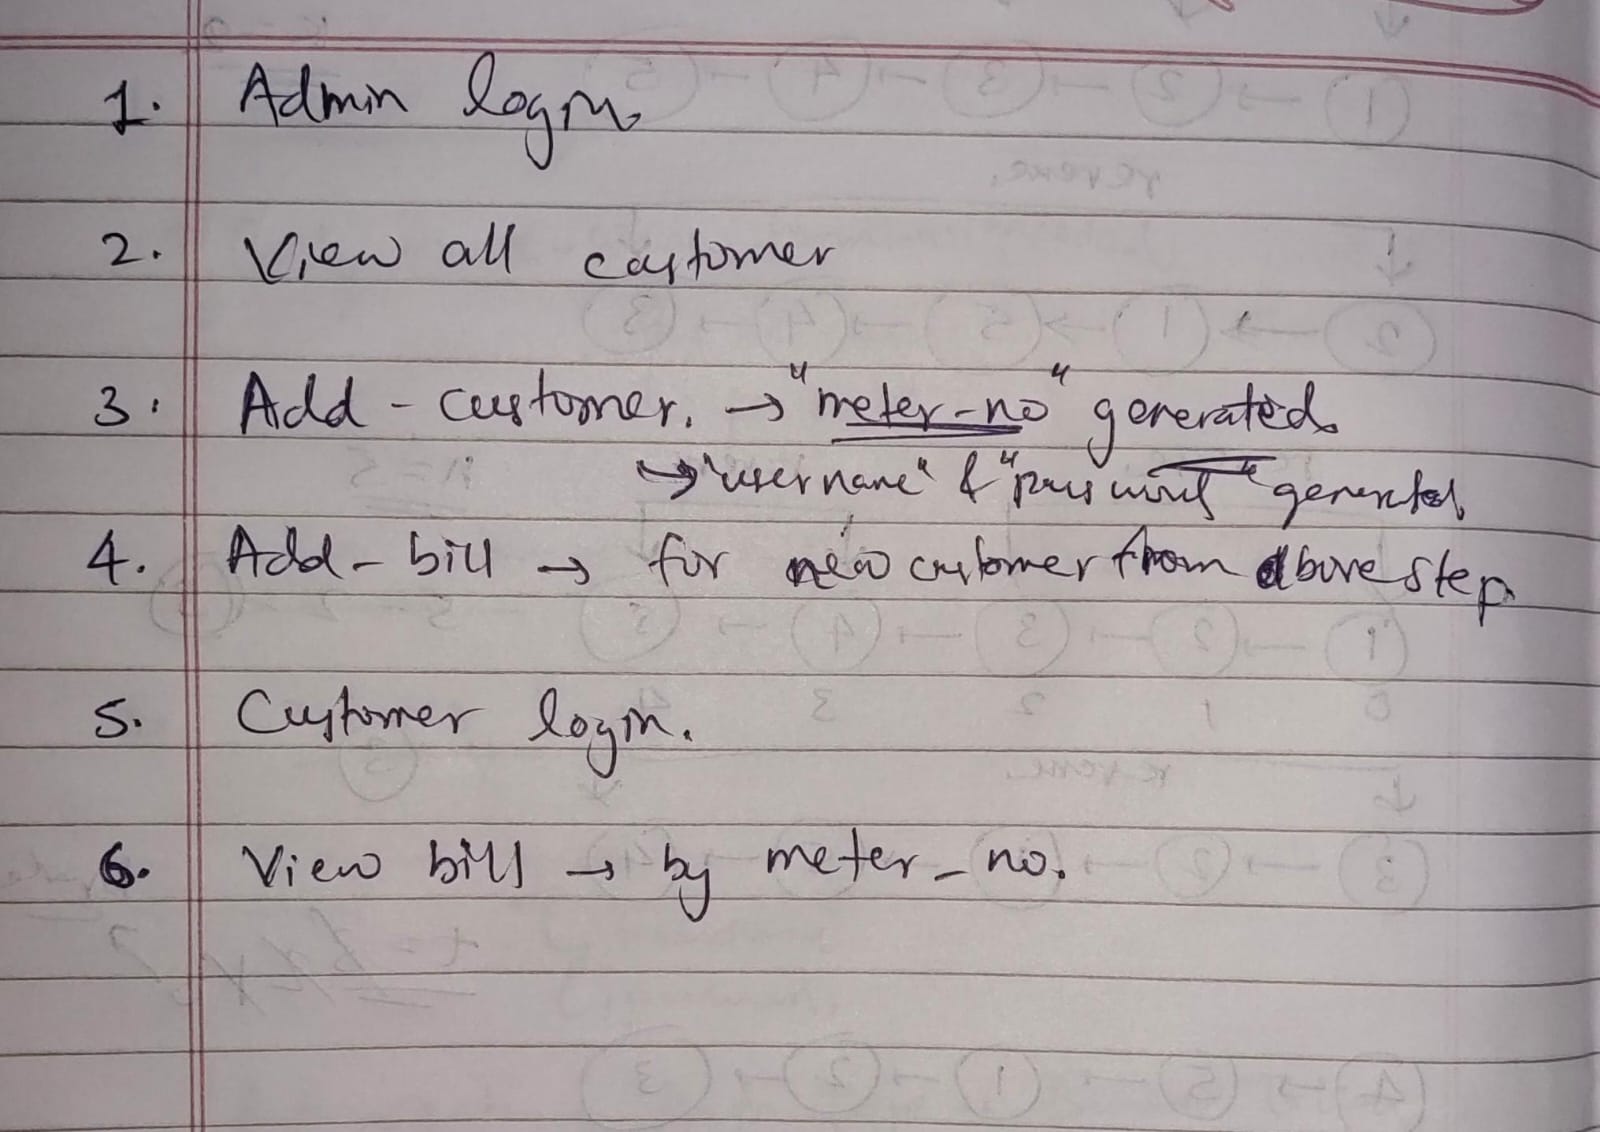 1. Admin login.
2. View all customer
3. Add - customer. → "meter-no" generated.
→ "username" & "password" generated
4. Add - bill → for new customer from above step.
5. Customer login.
6. View bill → by meter_no.